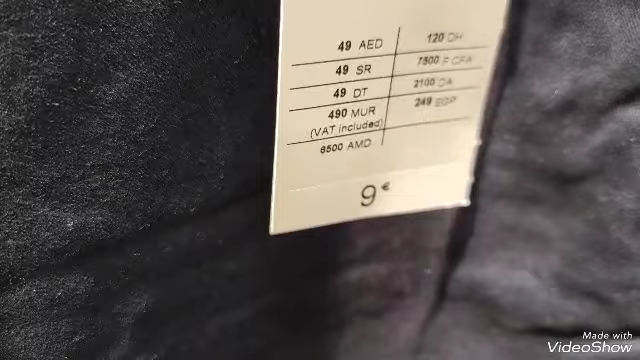 49 AED
120 DH
49 SR
7500 F CFA
49 DT
2100 DA
490 MUR
(VAT included)
249 EGP
6500 AMD
9€
Made with
VideoShow